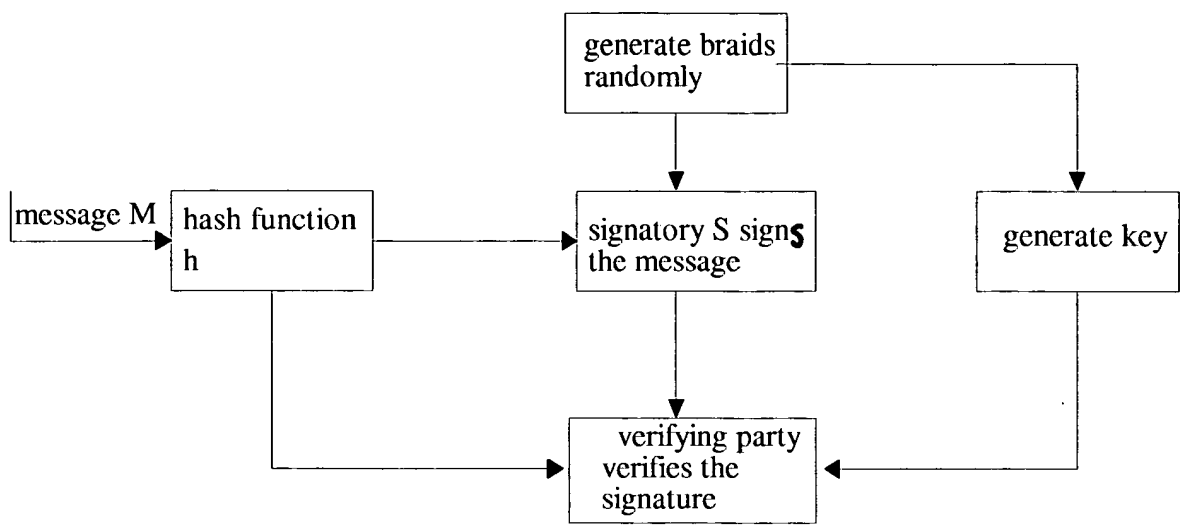 generate braids
randomly
message M
hash function
h
signatory S signs
the message
generate key
verifying party
verifies the
signature